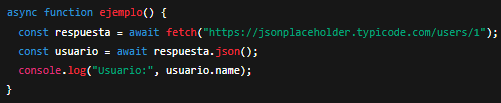 async function ejemplo() {
  const respuesta = await fetch("https://jsonplaceholder.typicode.com/users/1");
  const usuario = await respuesta.json();
  console.log("Usuario:", usuario.name);
}